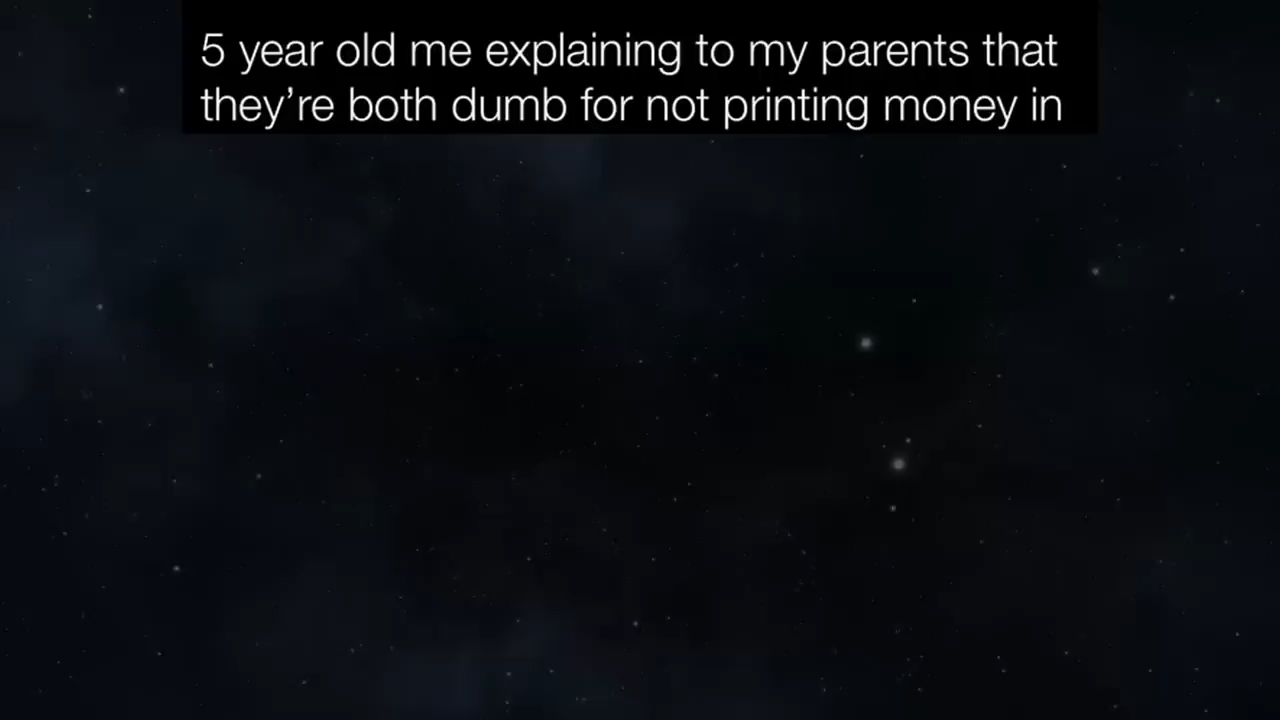 5 year old me explaining to my parents that
they’re both dumb for not printing money in